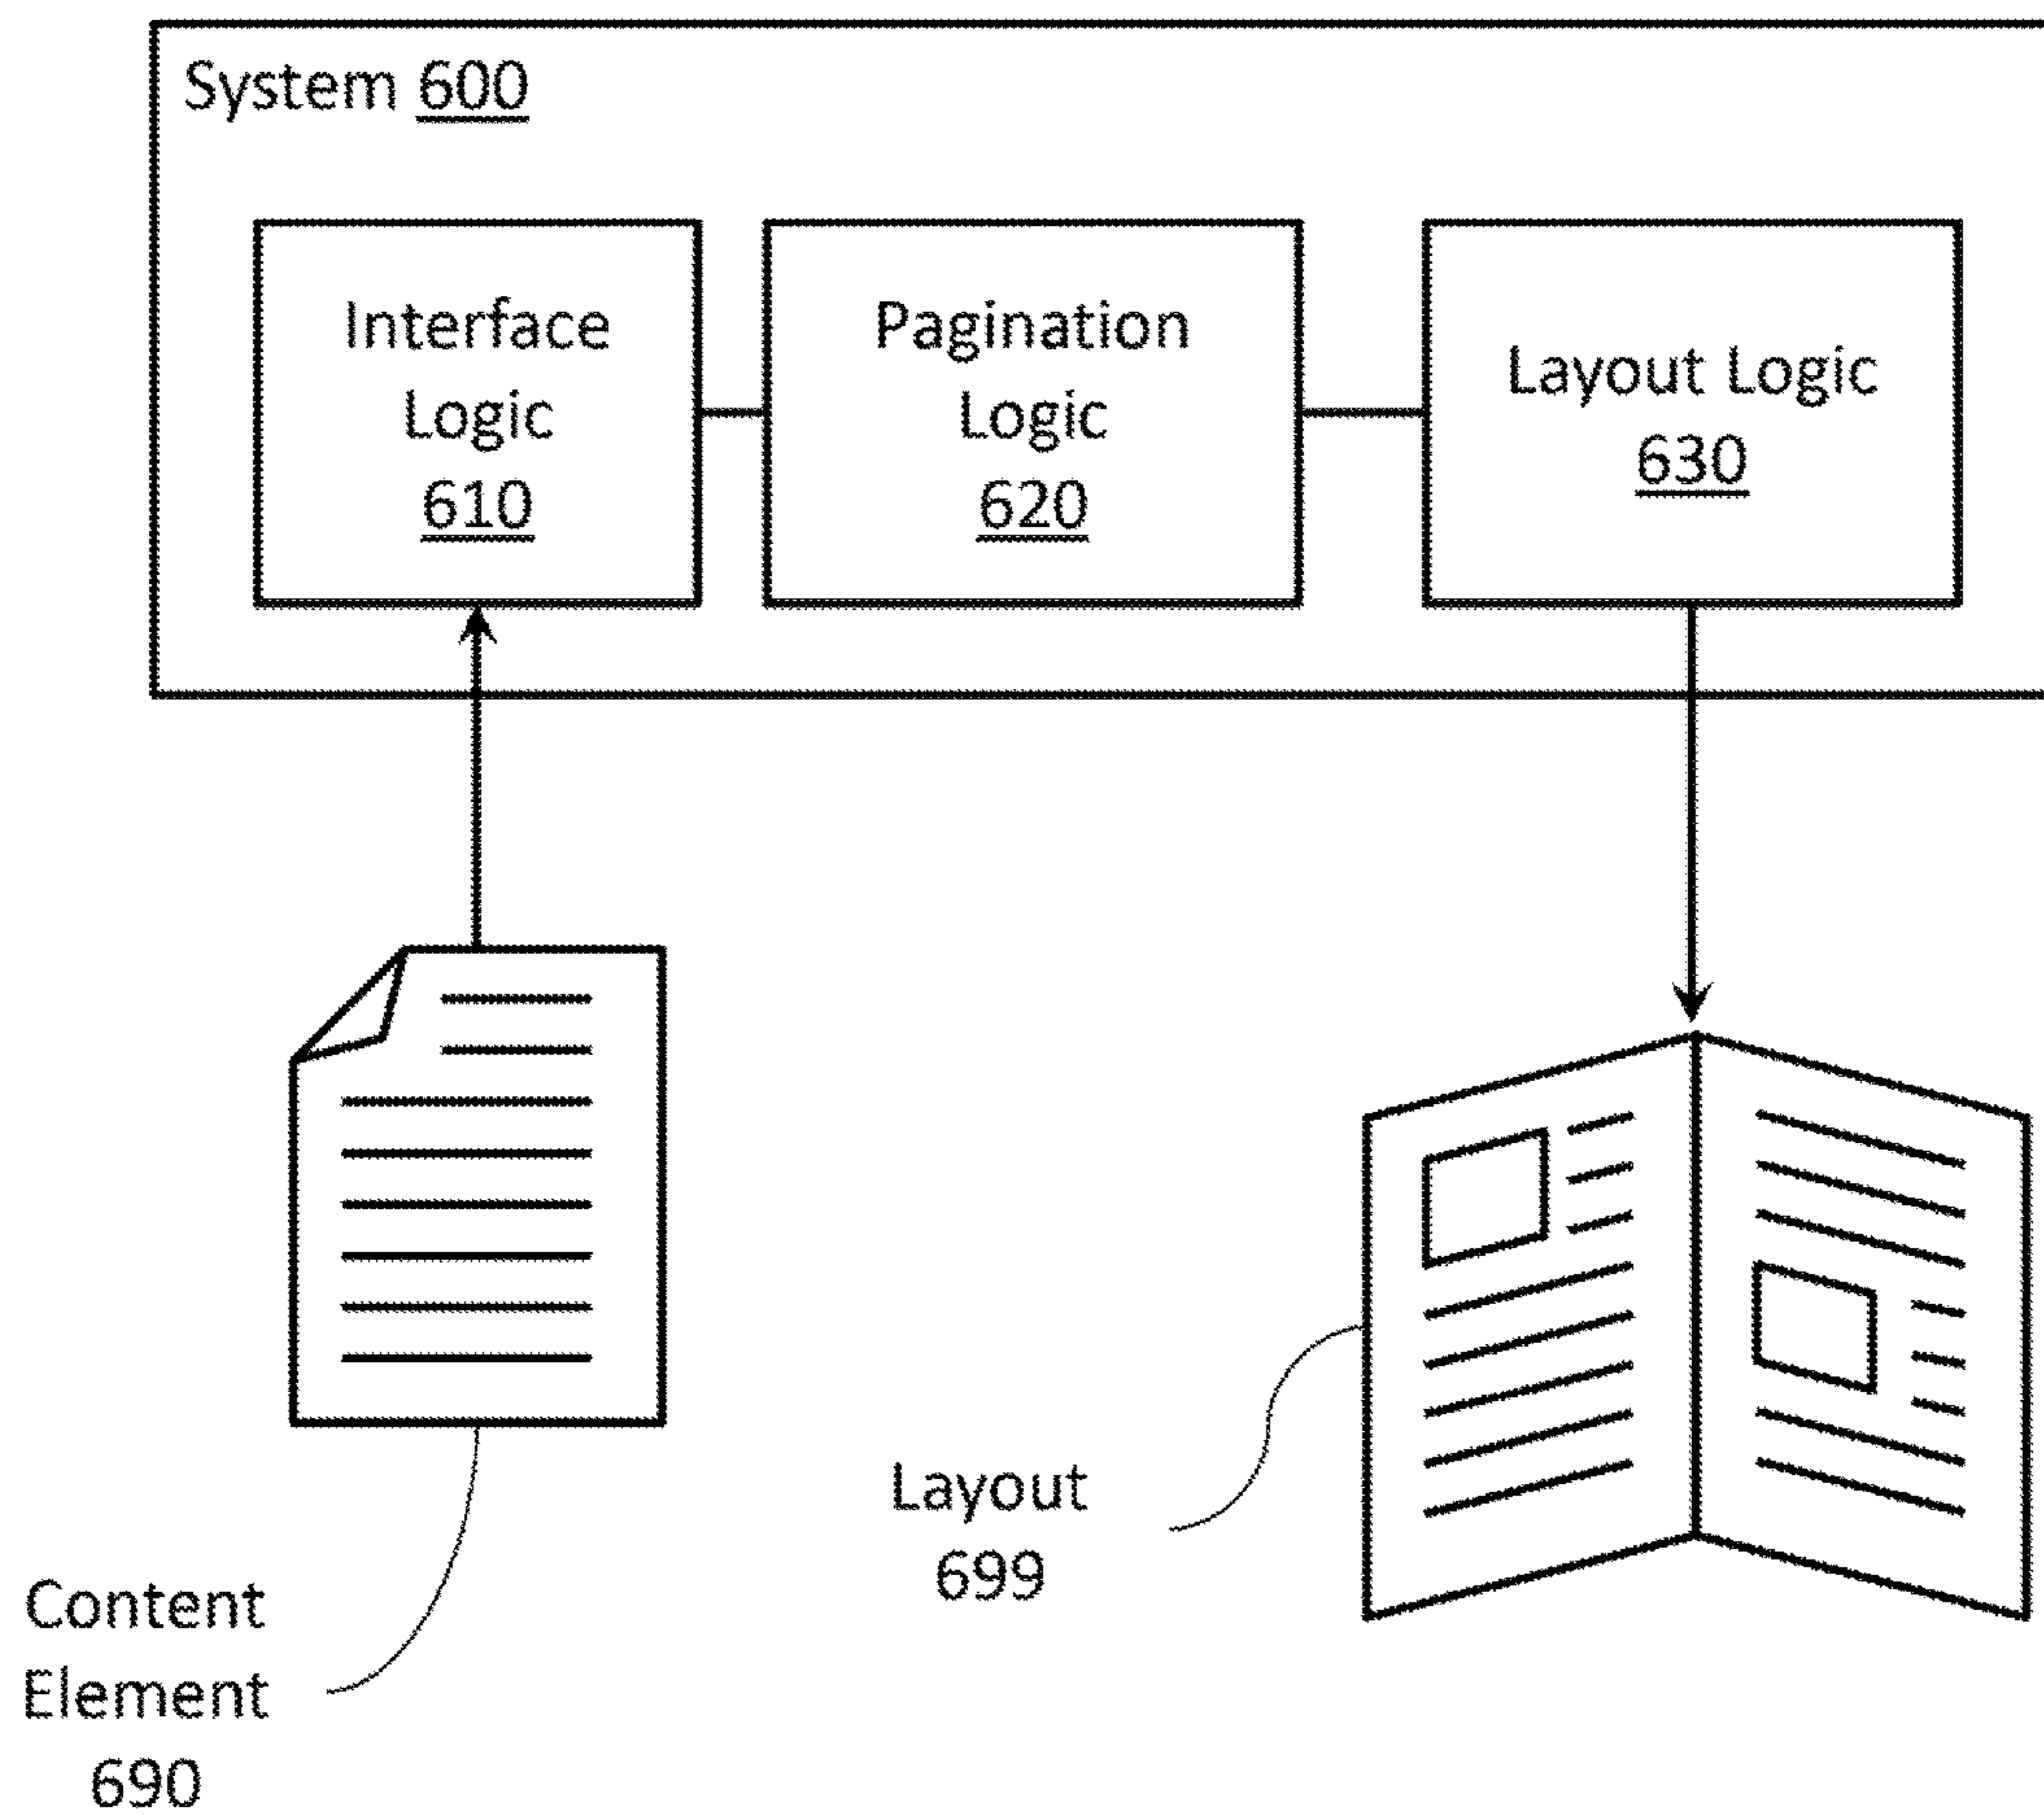 System 600
Interface
Logic
610
Pagination
Logic
620
Layout Logic
630
Layout
699
Content
Element
690